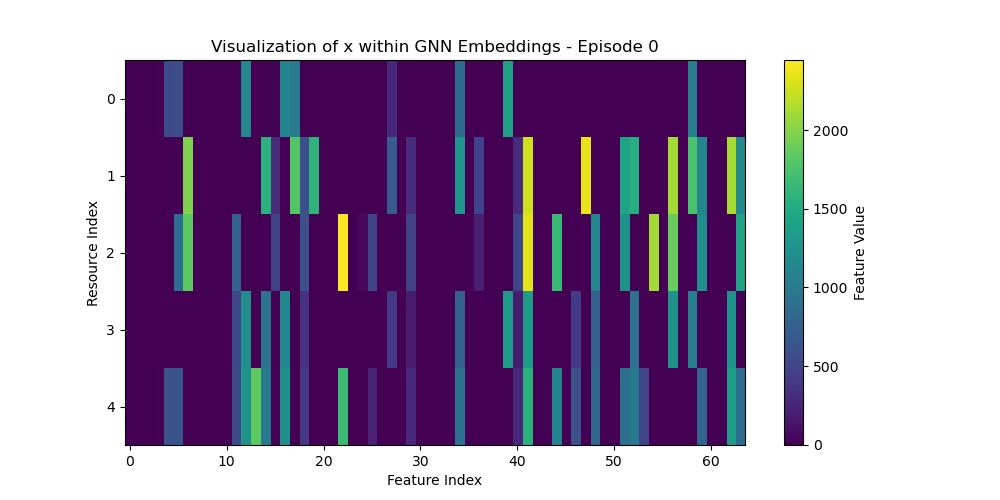 Visualization of x within GNN Embeddings - Episode 0
Resource Index
0
1
2
3
4
0 10 20 30 40 50 60
Feature Index
2000
1500
1000
500
0
Feature Value